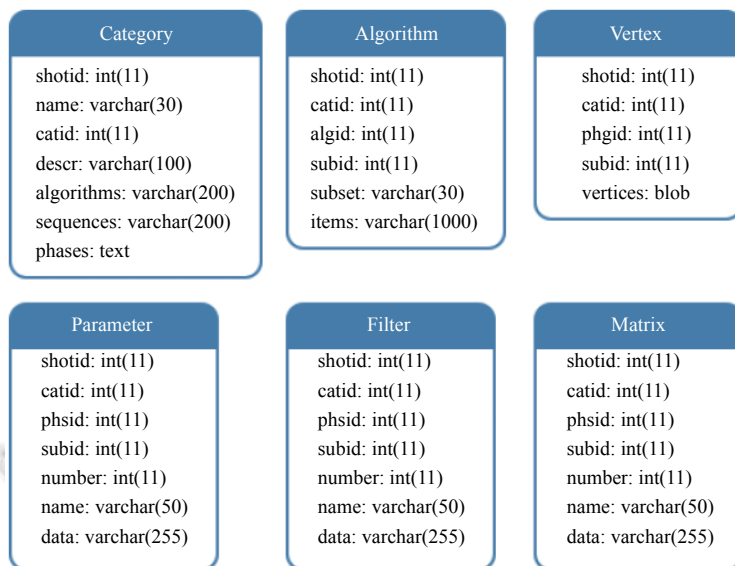 Category
shotid: int(11)
name: varchar(30)
catid: int(11)
descr: varchar(100)
algorithms: varchar(200)
sequences: varchar(200)
phases: text
Algorithm
shotid: int(11)
catid: int(11)
algid: int(11)
subid: int(11)
subset: varchar(30)
items: varchar(1000)
Vertex
shotid: int(11)
catid: int(11)
phgid: int(11)
subid: int(11)
vertices: blob
Parameter
shotid: int(11)
catid: int(11)
phsid: int(11)
subid: int(11)
number: int(11)
name: varchar(50)
data: varchar(255)
Filter
shotid: int(11)
catid: int(11)
phsid: int(11)
subid: int(11)
number: int(11)
name: varchar(50)
data: varchar(255)
Matrix
shotid: int(11)
catid: int(11)
phsid: int(11)
subid: int(11)
number: int(11)
name: varchar(50)
data: varchar(255)